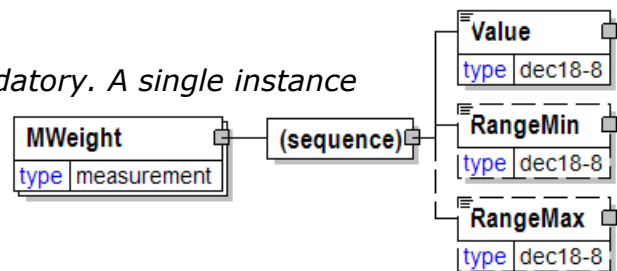 Value
type dec18-8
datory. A single instance
RangeMin
MWeight
(sequence)
type measurement
type dec18-8
RangeMax
type dec18-8